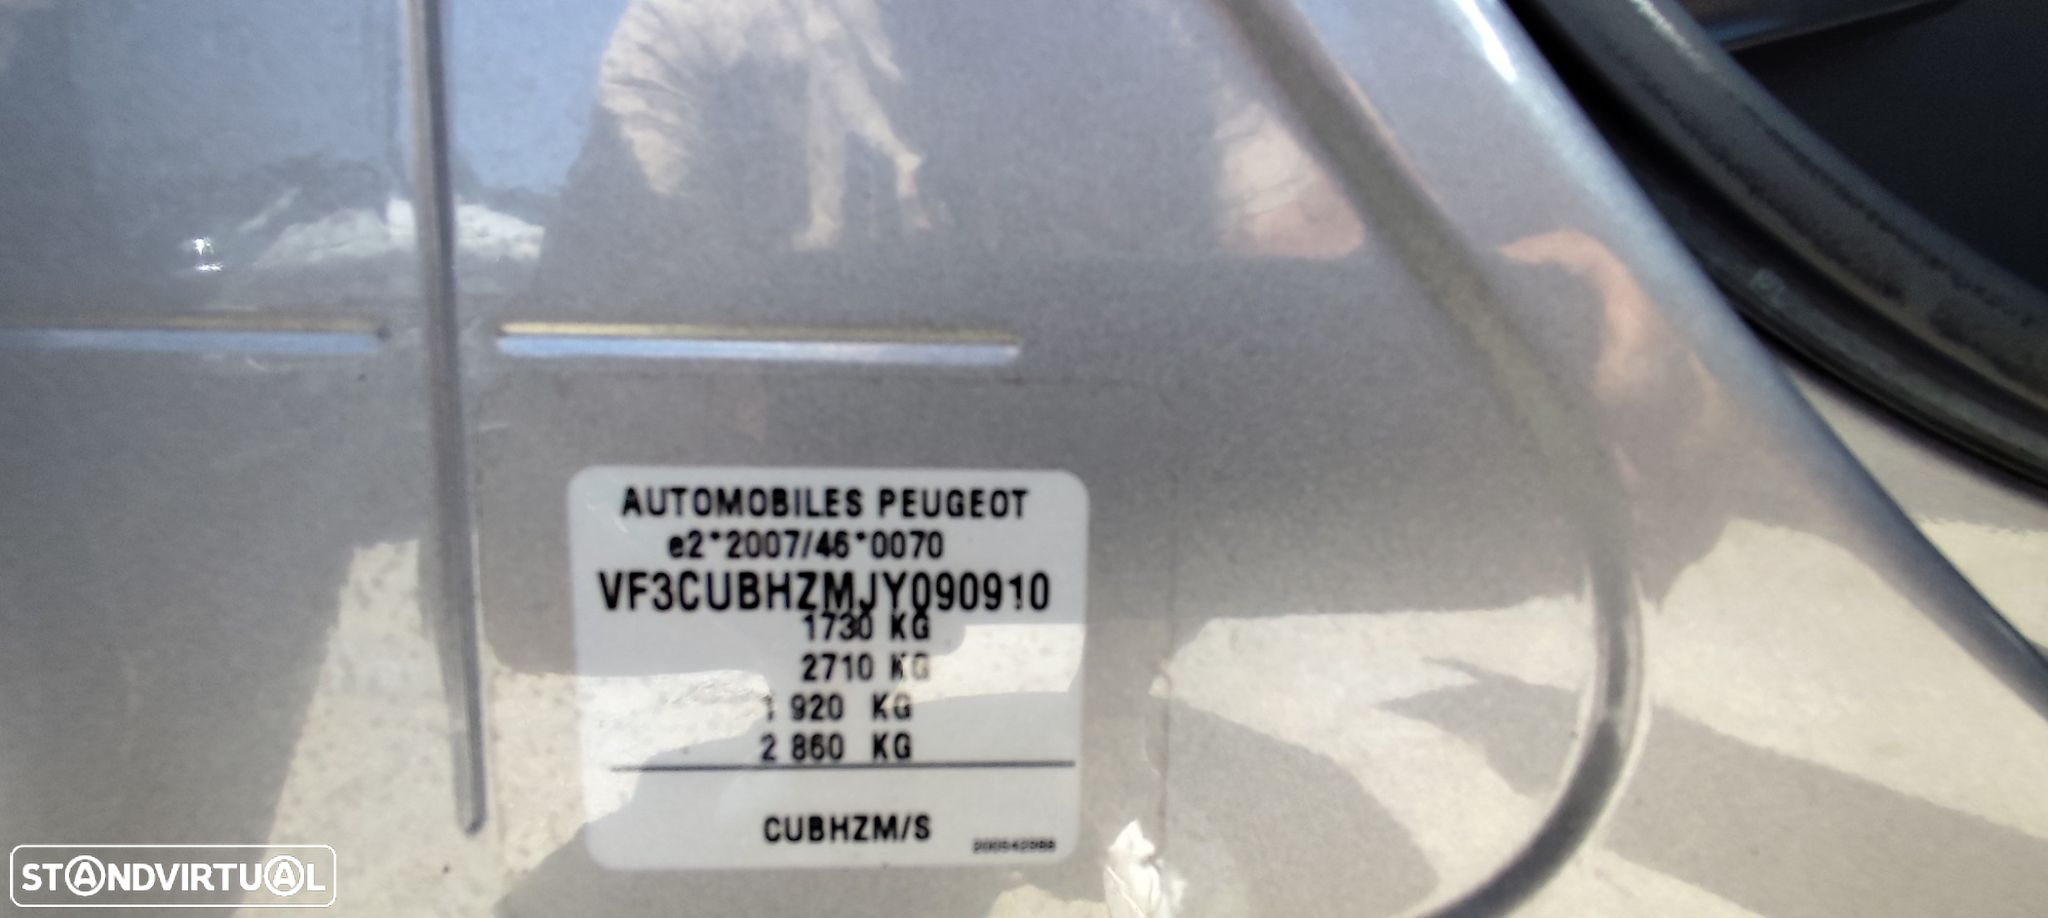 AUTOMOBILES PEUGEOT
e2*2007/46*0070
VF3CUBHZMJY090910
1730 KG
2710 KG
1 920 KG
2 860 KG
CUBHZM/S
STANDVIRTUAL